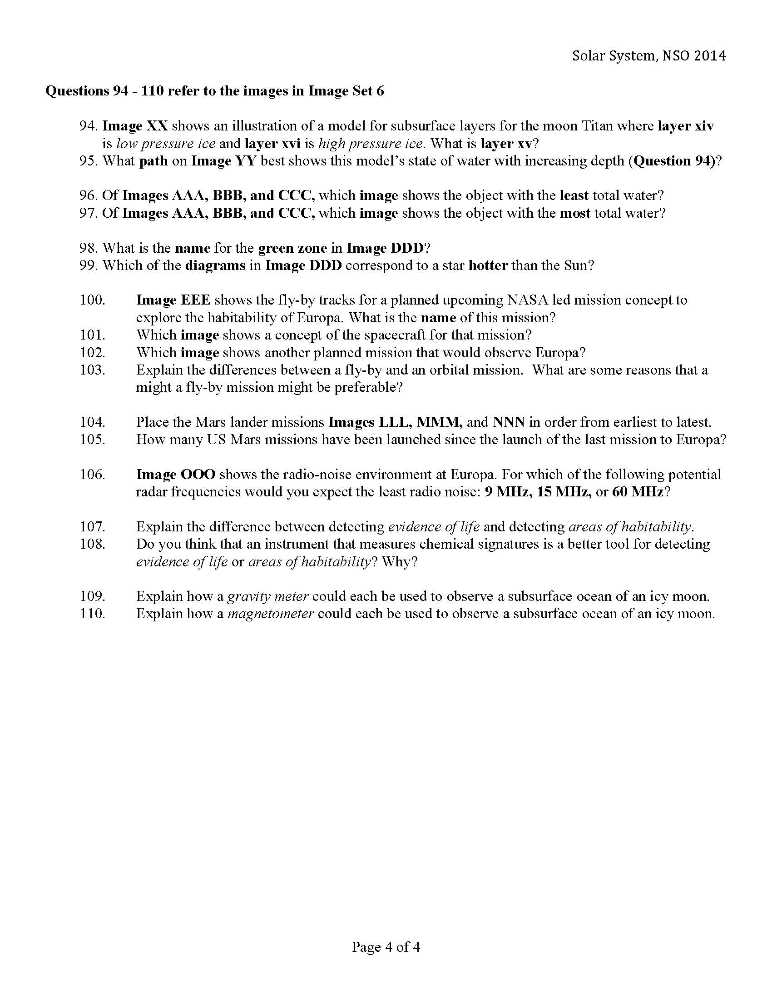 Solar System, NSO 2014
Questions 94 - 110 refer to the images in Image Set 6
94. Image XX shows an illustration of a model for subsurface layers for the moon Titan where layer xiv
is low pressure ice and layer xvi is high pressure ice. What is layer xv?
95. What path on Image YY best shows this model's state of water with increasing depth (Question 94)?
96. Of Images AAA, BBB, and CCC, which image shows the object with the least total water?
97. Of Images AAA, BBB, and CCC, which image shows the object with the most total water?
98. What is the name for the green zone in Image DDD?
99. Which of the diagrams in Image DDD correspond to a star hotter than the Sun?
100. Image EEE shows the fly-by tracks for a planned upcoming NASA led mission concept to
explore the habitability of Europa. What is the name of this mission?
101. Which image shows a concept of the spacecraft for that mission?
102. Which image shows another planned mission that would observe Europa?
103. Explain the differences between a fly-by and an orbital mission.  What are some reasons that a
might a fly-by mission might be preferable?
104. Place the Mars lander missions Images LLL, MMM, and NNN in order from earliest to latest.
105. How many US Mars missions have been launched since the launch of the last mission to Europa?
106. Image OOO shows the radio-noise environment at Europa. For which of the following potential
radar frequencies would you expect the least radio noise: 9 MHz, 15 MHz, or 60 MHz?
107. Explain the difference between detecting evidence of life and detecting areas of habitability.
108. Do you think that an instrument that measures chemical signatures is a better tool for detecting
evidence of life or areas of habitability? Why?
109. Explain how a gravity meter could each be used to observe a subsurface ocean of an icy moon.
110. Explain how a magnetometer could each be used to observe a subsurface ocean of an icy moon.
Page 4 of 4